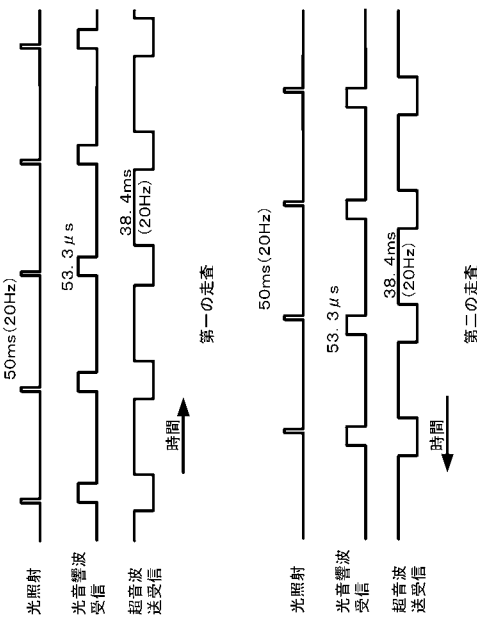 光照射
50ms(20Hz)
光音響波
受信
53.3μs
超音波
送受信
38.4ms
(20Hz)
時間
第一の走査
光照射
50ms(20Hz)
光音響波
受信
53.3μs
超音波
送受信
38.4ms
(20Hz)
時間
第二の走査